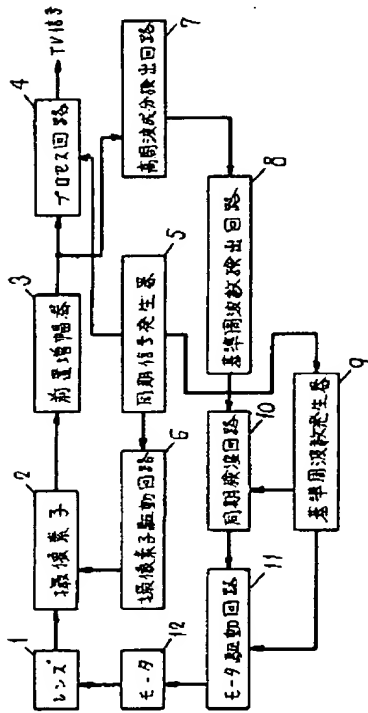 1
レンズ
2
撮像素子
3
前置増幅器
4
プロセス回路
TV信号
5
同期信号発生器
6
撮像素子駆動回路
7
高周波成分検出回路
8
基準周波数検出回路
9
基準周波数発生器
10
同期検波回路
11
モータ駆動回路
12
モータ